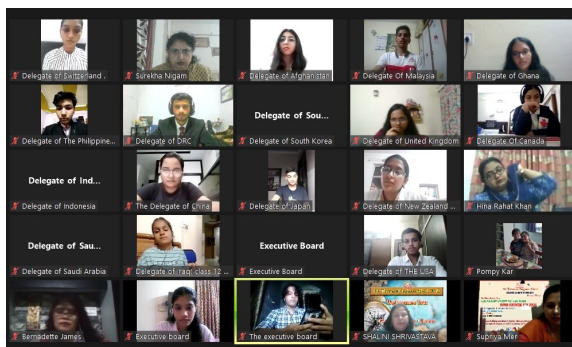 Delegate of Switzerland .
Surekha Nigam
Delegate of Afghanistan
Delegate Of Malaysia
Delegate of Ghana
Delegate of The Philippine...
Delegate of DRC
Delegate of Sou...
Delegate of South Korea
Delegate of United Kingdom
Delegate Of Canada
Delegate of Ind...
Delegate of Indonesia
The Delegate of China
Delegate of Japan
Delegate of New Zealand ...
Hina Rahat Khan
Delegate of Sau...
Delegate of Saudi Arabia
Delegate of Iraq( class 12 ...
Executive Board
Executive Board
Delegate of THE USA
Pompy Kar
Bernadette James
Executive board
The executive board
SHALINI SHRIVASTAVA
Supriya Mer